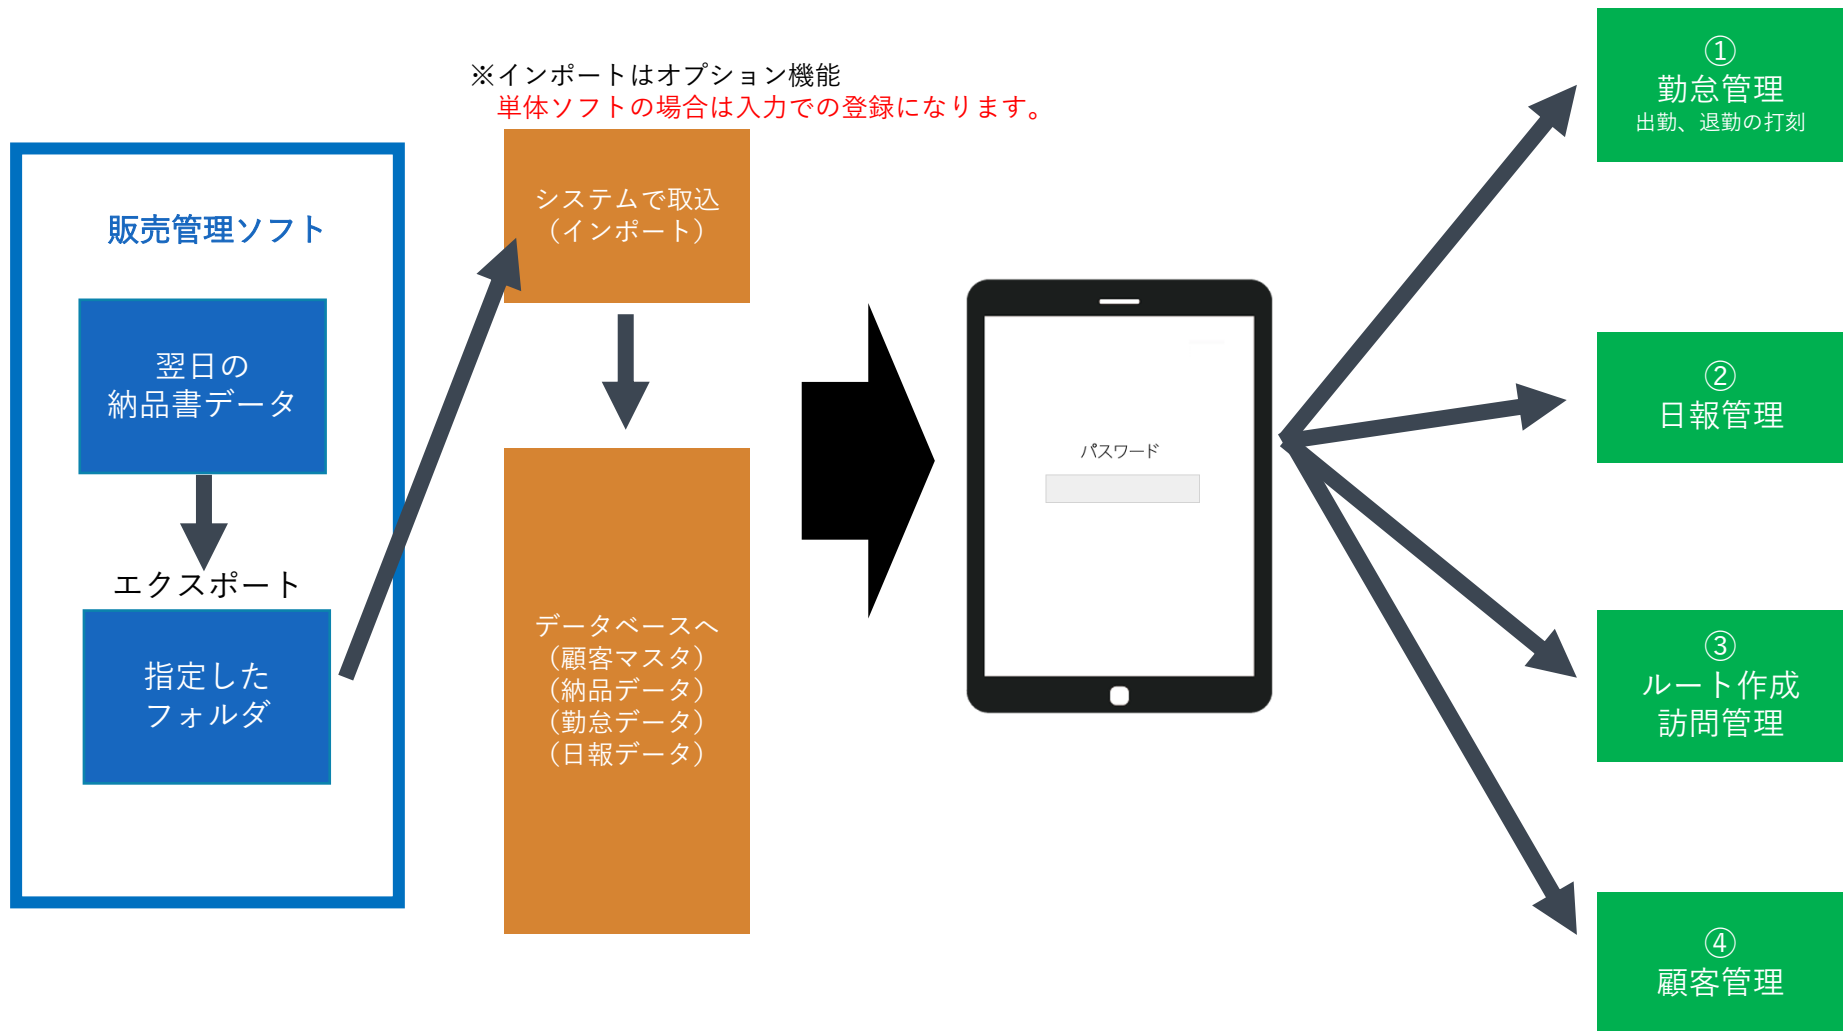 ※インポートはオプション機能
単体ソフトの場合は入力での登録になります。
販売管理ソフト
翌日の
納品書データ
エクスポート
指定した
フォルダ
システムで取込
（インポート）
データベースへ
（顧客マスタ）
（納品データ）
（勤怠データ）
（日報データ）
パスワード
①
勤怠管理
出勤、退勤の打刻
②
日報管理
③
ルート作成
訪問管理
④
顧客管理